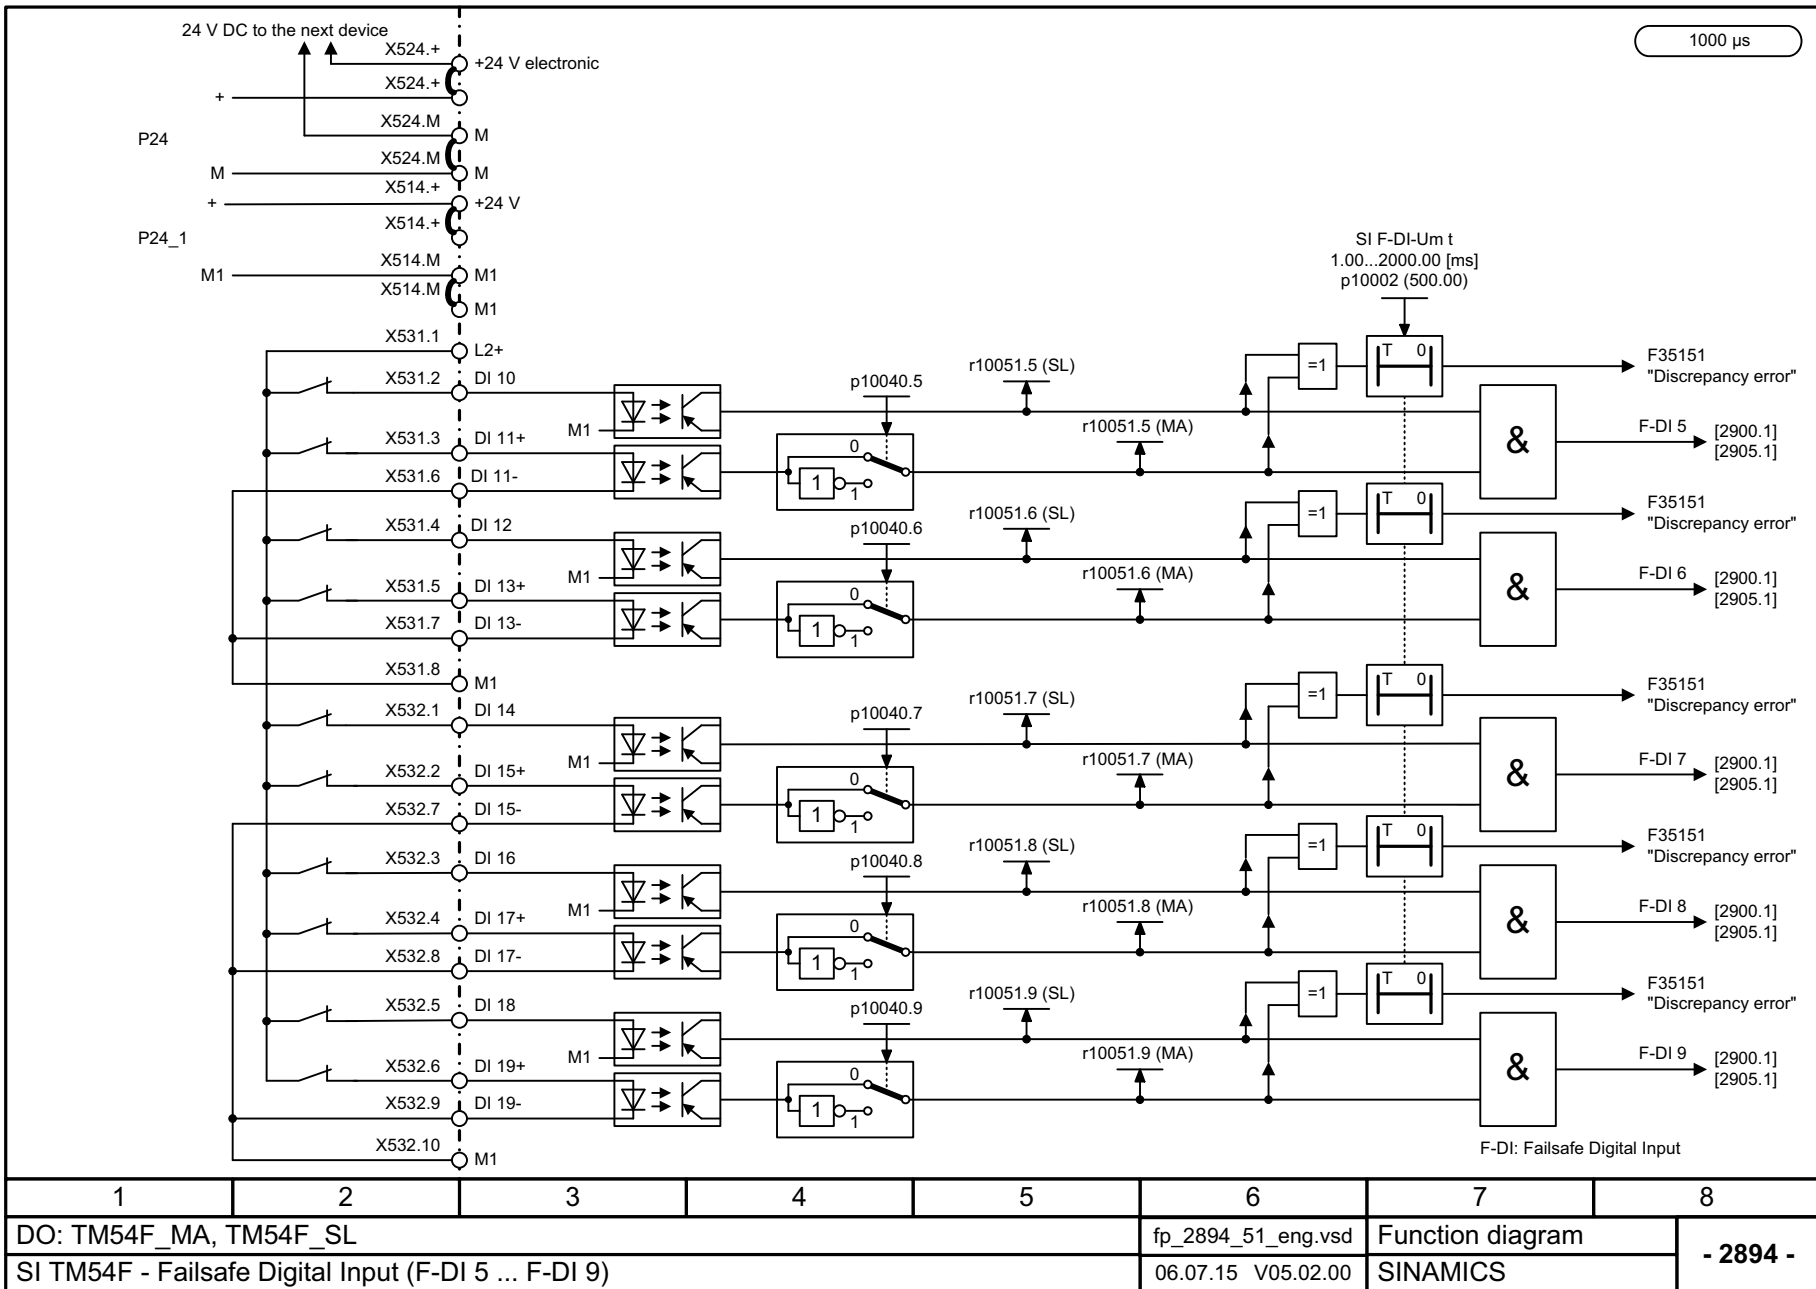 24 V DC to the next device
1000 µs
X524.+
+24 V electronic
X524.+
+
X524.M
M
P24
X524.M
M
M
X514.+
+
+24 V
X514.+
P24_1
X514.M
M1
M1
X514.M
M1
SI F-DI-Um t
1.00...2000.00 [ms]
p10002 (500.00)
X531.1
L2+
X531.2
DI 10
M1
X531.3
DI 11+
X531.6
DI 11-
p10040.5
0
1
1
r10051.5 (SL)
r10051.5 (MA)
=1
T 0
&
F35151
"Discrepancy error"
F-DI 5
[2900.1]
[2905.1]
X531.4
DI 12
M1
X531.5
DI 13+
X531.7
DI 13-
X531.8
M1
p10040.6
0
1
1
r10051.6 (SL)
r10051.6 (MA)
=1
T 0
&
F35151
"Discrepancy error"
F-DI 6
[2900.1]
[2905.1]
X532.1
DI 14
M1
X532.2
DI 15+
X532.7
DI 15-
p10040.7
0
1
1
r10051.7 (SL)
r10051.7 (MA)
=1
T 0
&
F35151
"Discrepancy error"
F-DI 7
[2900.1]
[2905.1]
X532.3
DI 16
M1
X532.4
DI 17+
X532.8
DI 17-
p10040.8
0
1
1
r10051.8 (SL)
r10051.8 (MA)
=1
T 0
&
F35151
"Discrepancy error"
F-DI 8
[2900.1]
[2905.1]
X532.5
DI 18
M1
X532.6
DI 19+
X532.9
DI 19-
X532.10
M1
p10040.9
0
1
1
r10051.9 (SL)
r10051.9 (MA)
=1
T 0
&
F35151
"Discrepancy error"
F-DI 9
[2900.1]
[2905.1]
F-DI: Failsafe Digital Input
1 2 3 4 5 6 7 8
DO: TM54F_MA, TM54F_SL
fp_2894_51_eng.vsd
Function diagram
- 2894 -
SI TM54F - Failsafe Digital Input (F-DI 5 ... F-DI 9)
06.07.15 V05.02.00
SINAMICS